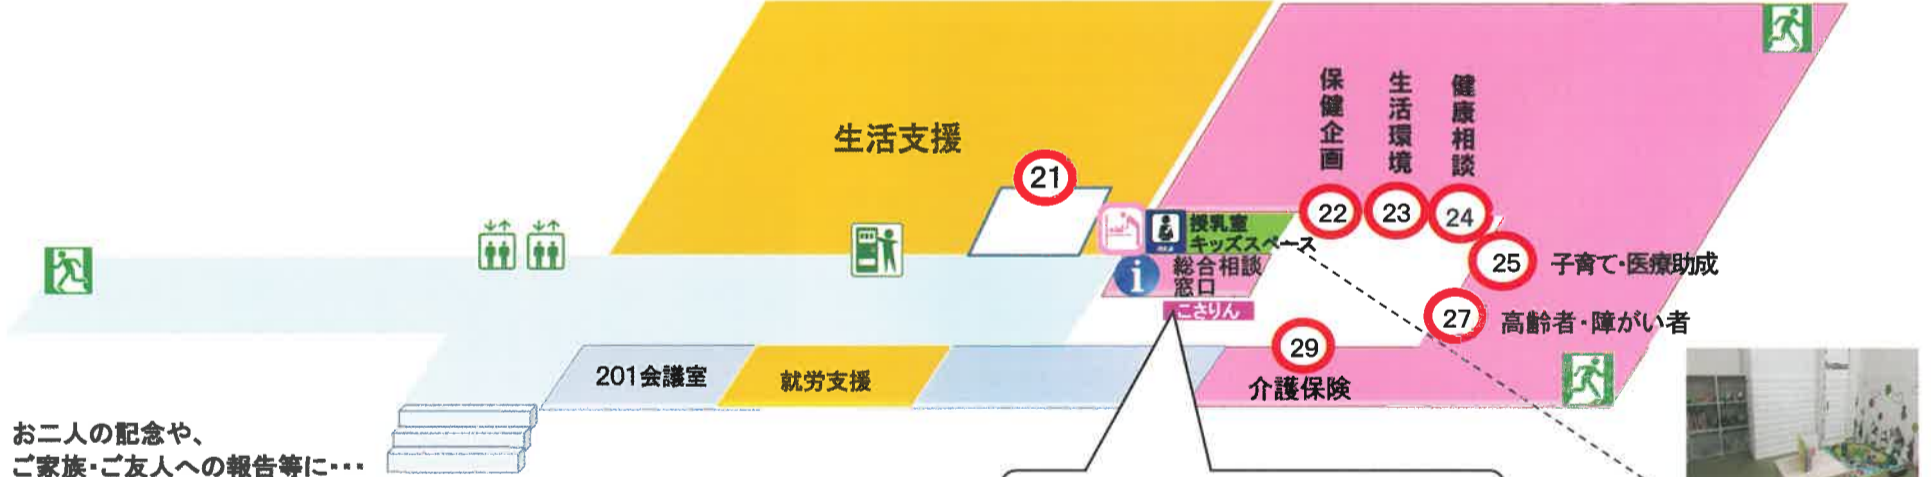 生活支援
21
保健企画
生活環境
健康相談
22
23
24
授乳室
キッズスペース
i
総合相談
窓口
こさりん
25
子育て・医療助成
27
高齢者・障がい者
29
介護保険
201会議室
就労支援
お二人の記念や、
ご家族・ご友人への報告等に・・・